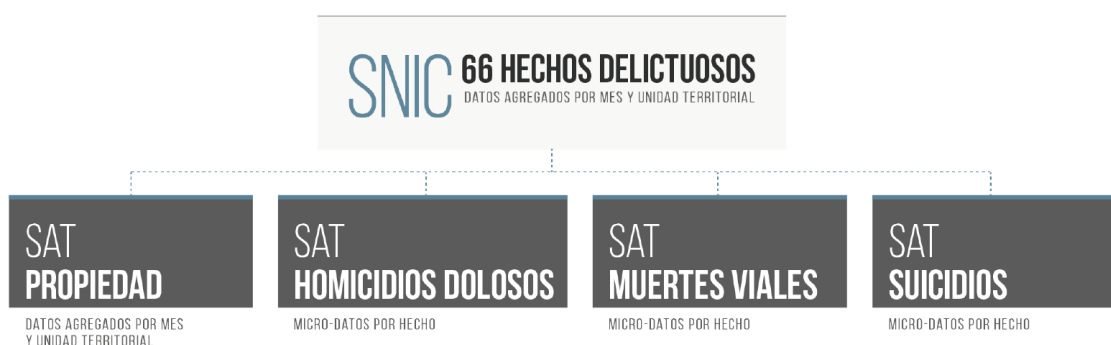 SNIC 66 HECHOS DELICTUOSOS
DATOS AGREGADOS POR MES Y UNIDAD TERRITORIAL
SAT
PROPIEDAD
DATOS AGREGADOS POR MES
Y UNIDAD TERRITORIAL
SAT
HOMICIDIOS DOLOSOS
MICRO-DATOS POR HECHO
SAT
MUERTES VIALES
MICRO-DATOS POR HECHO
SAT
SUICIDIOS
MICRO-DATOS POR HECHO